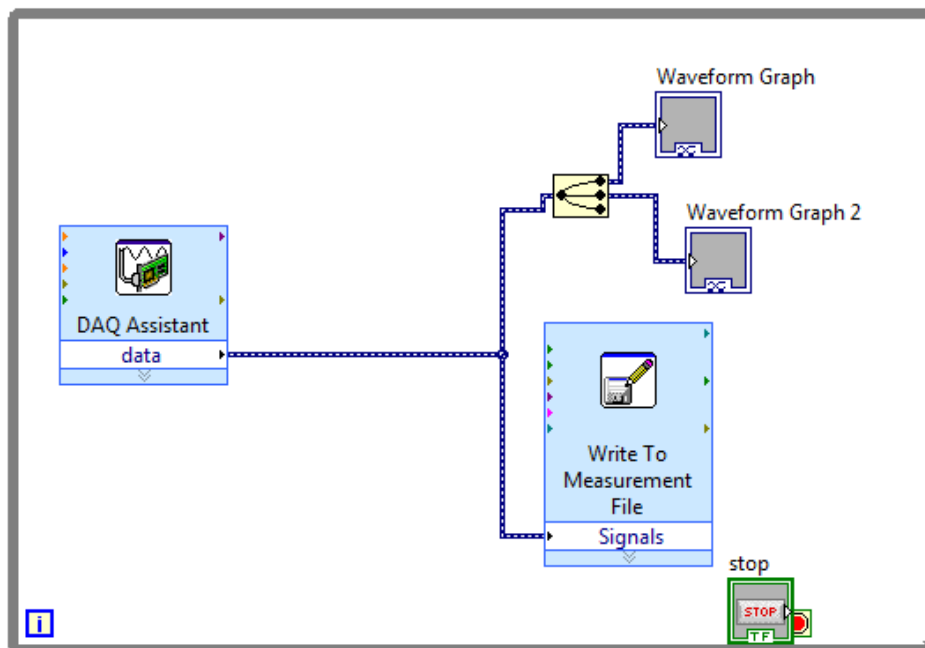 Waveform Graph
Waveform Graph 2
DAQ Assistant
data
Write To
Measurement
File
Signals
stop
STOP
TF
i